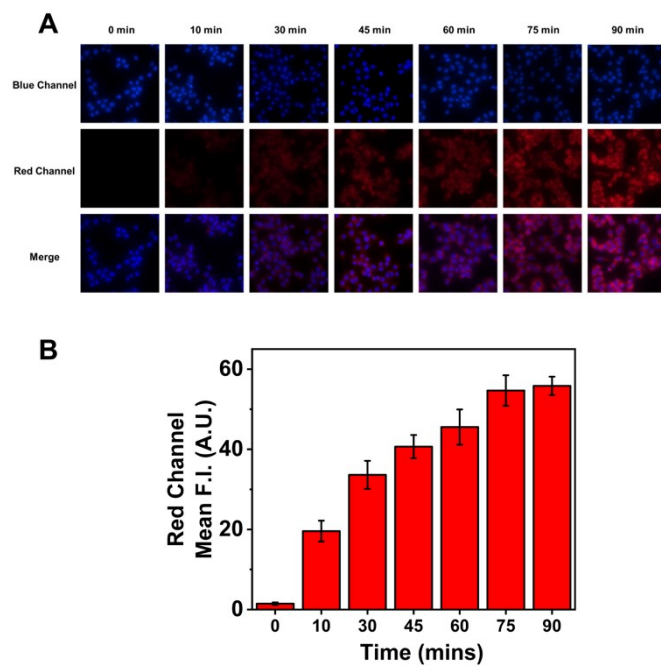 A
0 min 10 min 30 min 45 min 60 min 75 min 90 min
Blue Channel
Red Channel
Merge
B
Red Channel
Mean F.I. (A.U.)
60
40
20
0
0 10 30 45 60 75 90
Time (mins)